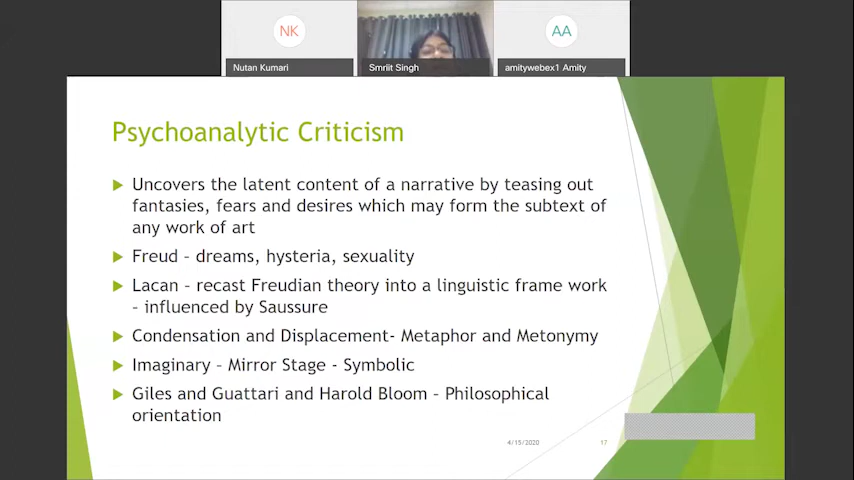 NK
AA
Nutan Kumari
Smriit Singh
amitywebex1 Amity
Psychoanalytic Criticism
Uncovers the latent content of a narrative by teasing out
fantasies, fears and desires which may form the subtext of
any work of art
Freud – dreams, hysteria, sexuality
Lacan – recast Freudian theory into a linguistic frame work
– influenced by Saussure
Condensation and Displacement- Metaphor and Metonymy
Imaginary – Mirror Stage - Symbolic
Giles and Guattari and Harold Bloom – Philosophical
orientation
4/15/2020
17